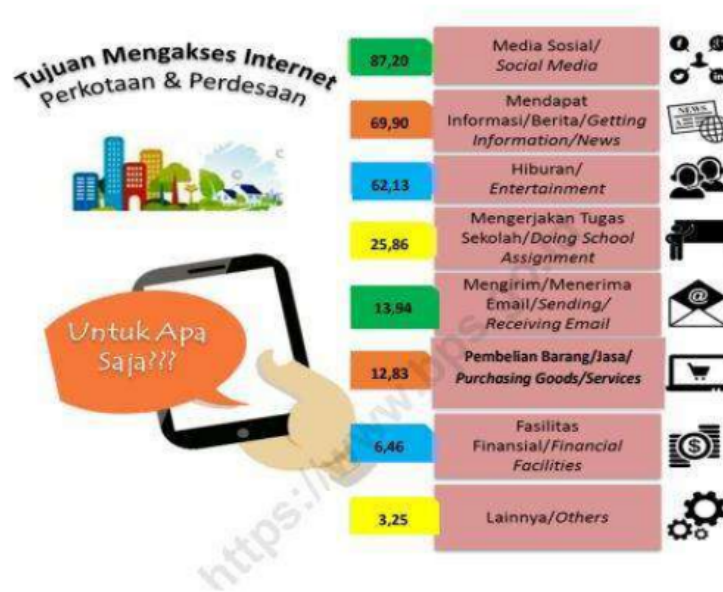 Tujuan Mengakses Internet
Perkotaan & Perdesaan
Untuk Apa
Saja???
87,20
Media Sosial/
Social Media
69,90
Mendapat
Informasi/Berita/Getting
Information/News
62,13
Hiburan/
Entertainment
25,86
Mengerjakan Tugas
Sekolah/Doing School
Assignment
13,94
Mengirim/Menerima
Email/Sending/
Receiving Email
12,83
Pembelian Barang/Jasa/
Purchasing Goods/Services
6,46
Fasilitas
Finansial/Financial
Facilities
3,25
Lainnya/Others
NEWS
https://www.bps.go.id